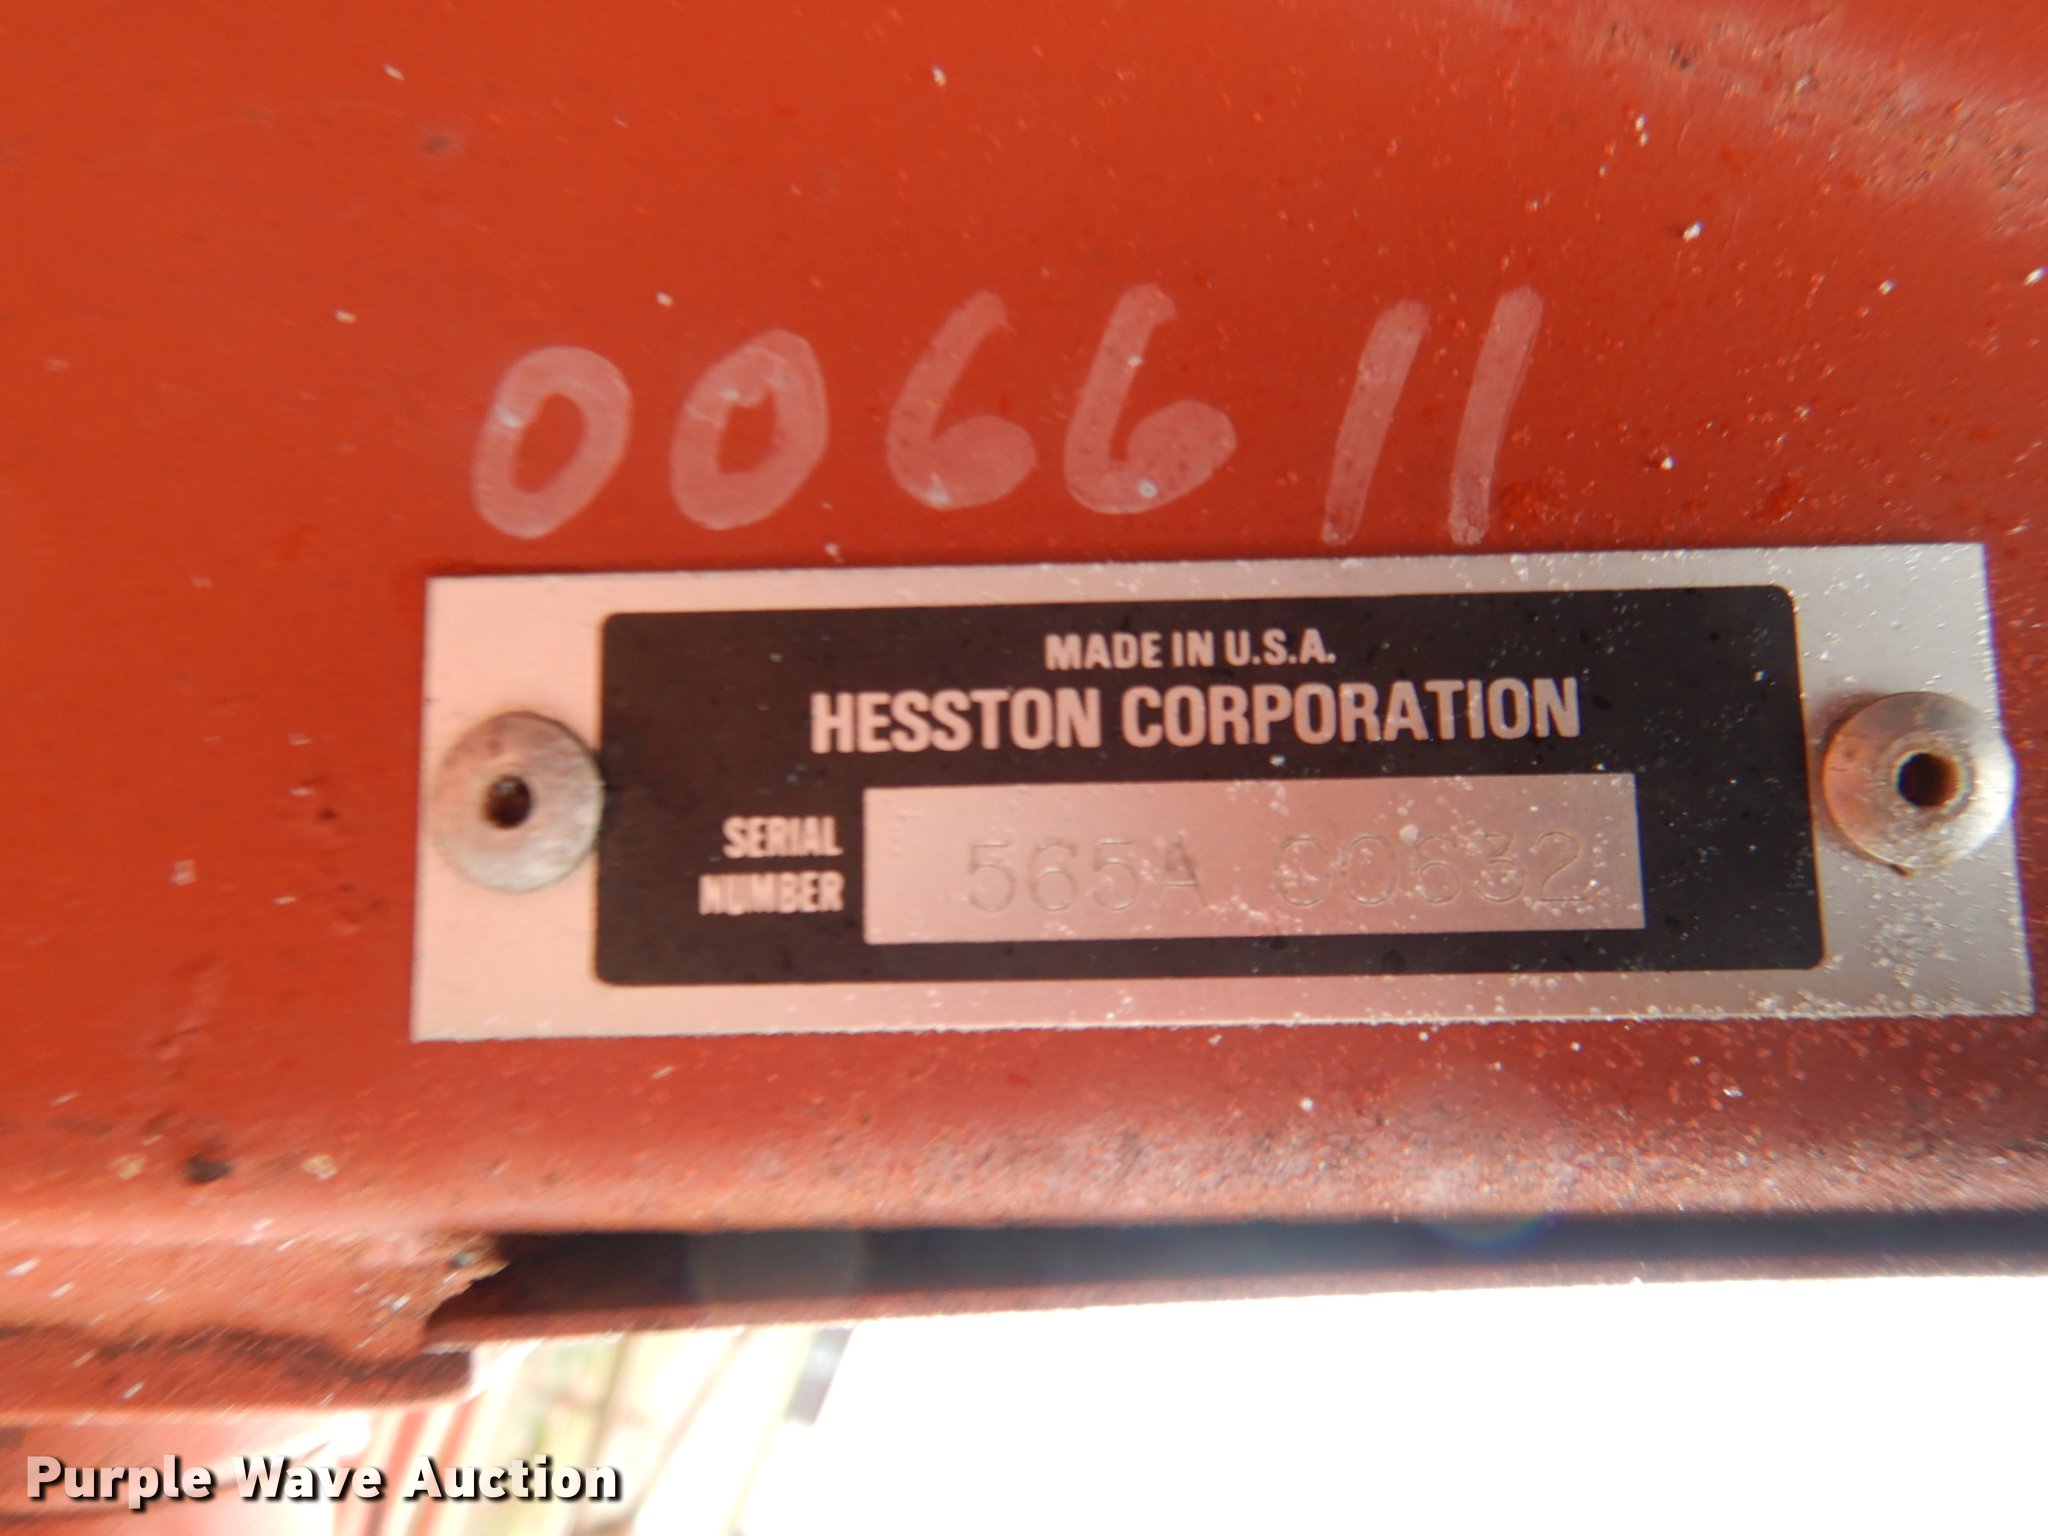 006611
MADE IN U.S.A.
HESSTON CORPORATION
SERIAL
NUMBER
565A 00632
Purple Wave Auction